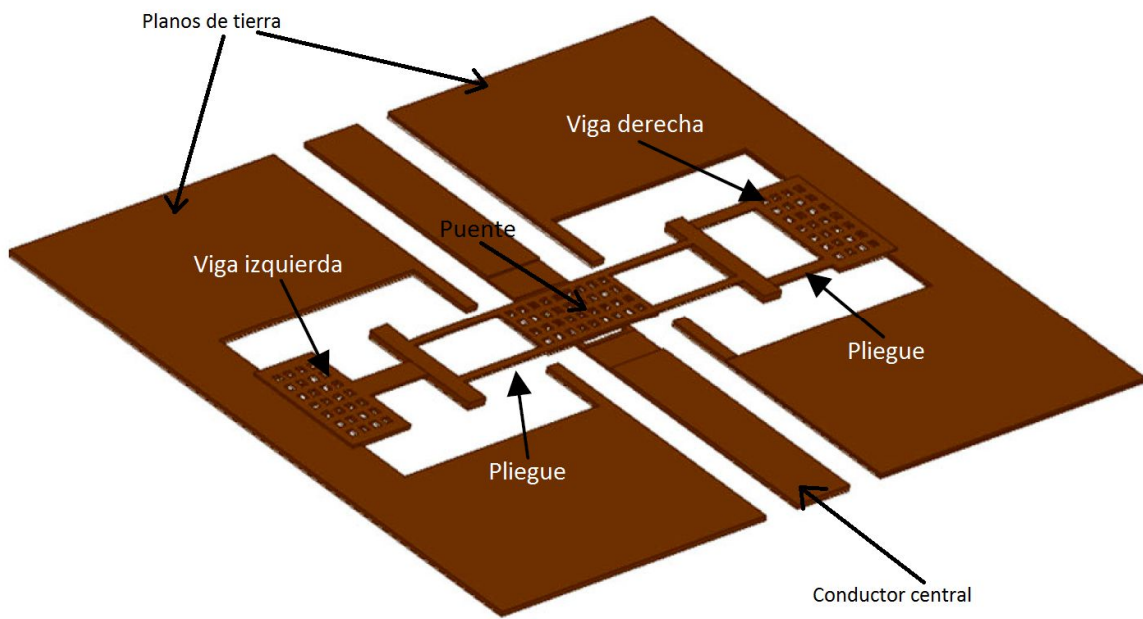 Planos de tierra
Viga derecha
Puente
Viga izquierda
Pliegue
Pliegue
Conductor central